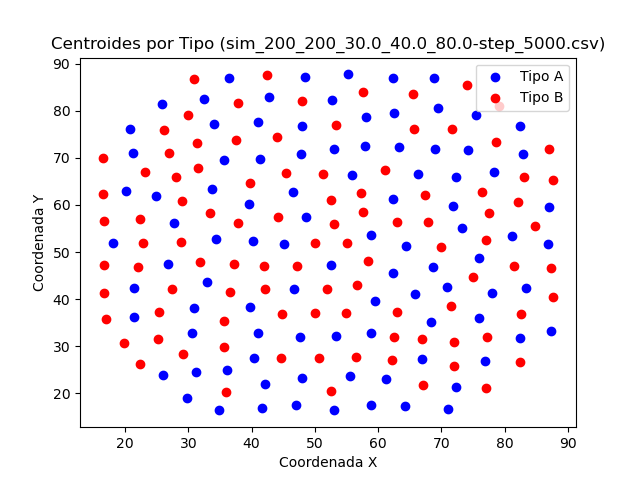 Centroides por Tipo (sim_200_200_30.0_40.0_80.0-step_5000.csv)
Tipo A
Tipo B
90
80
70
60
50
40
30
20
Coordenada Y
20 30 40 50 60 70 80 90
Coordenada X